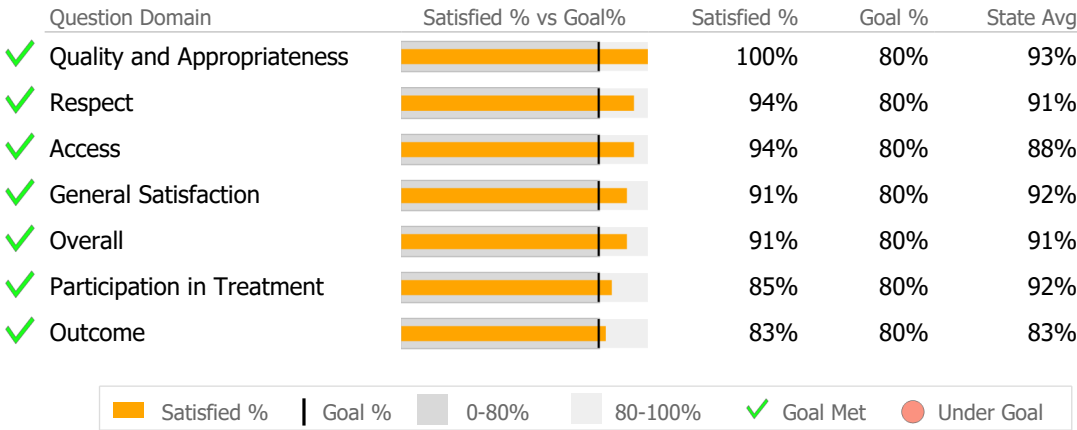 Question Domain Satisfied % vs Goal% Satisfied % Goal % State Avg
Quality and Appropriateness 100% 80% 93%
Respect 94% 80% 91%
Access 94% 80% 88%
General Satisfaction 91% 80% 92%
Overall 91% 80% 91%
Participation in Treatment 85% 80% 92%
Outcome 83% 80% 83%
Satisfied % Goal % 0-80% 80-100% Goal Met Under Goal